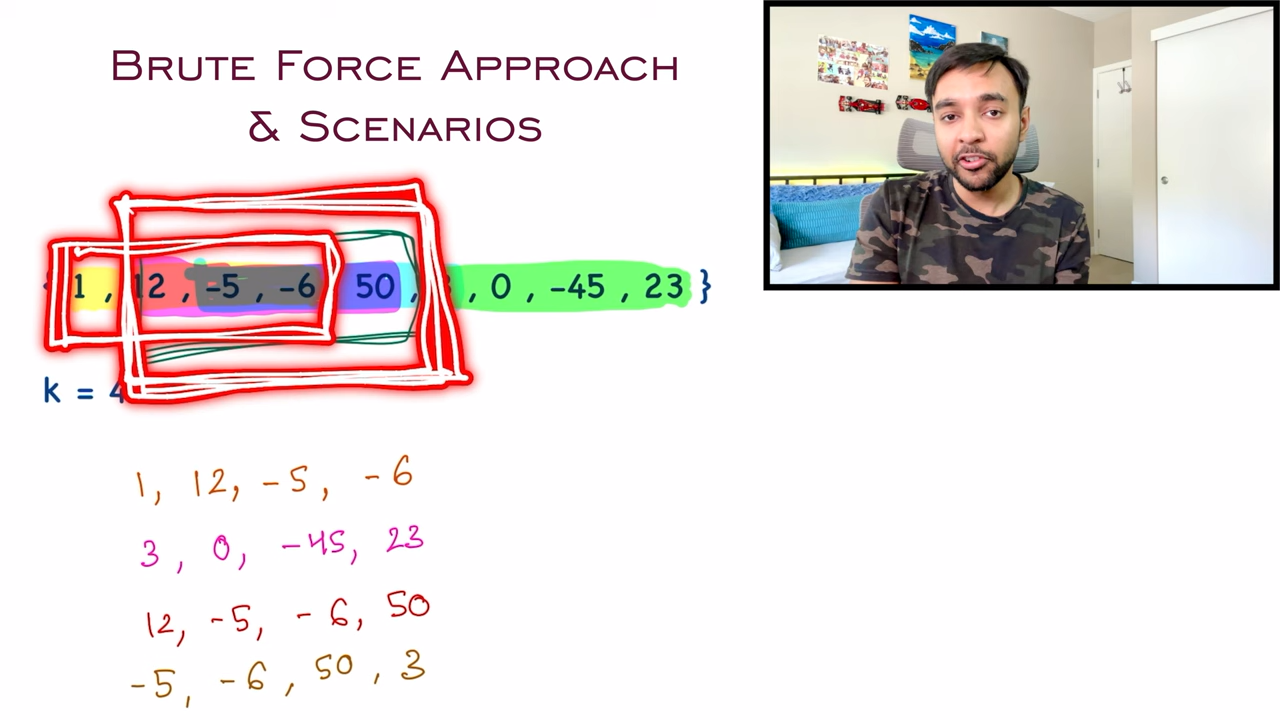 BRUTE FORCE APPROACH
& SCENARIOS
{ 1 , 12 , -5 , -6 50 , , 0 , -45 , 23 }
k = 4
1, 12, -5, -6
3, 0, -45, 23
12, -5, -6, 50
-5, -6, 50, 3